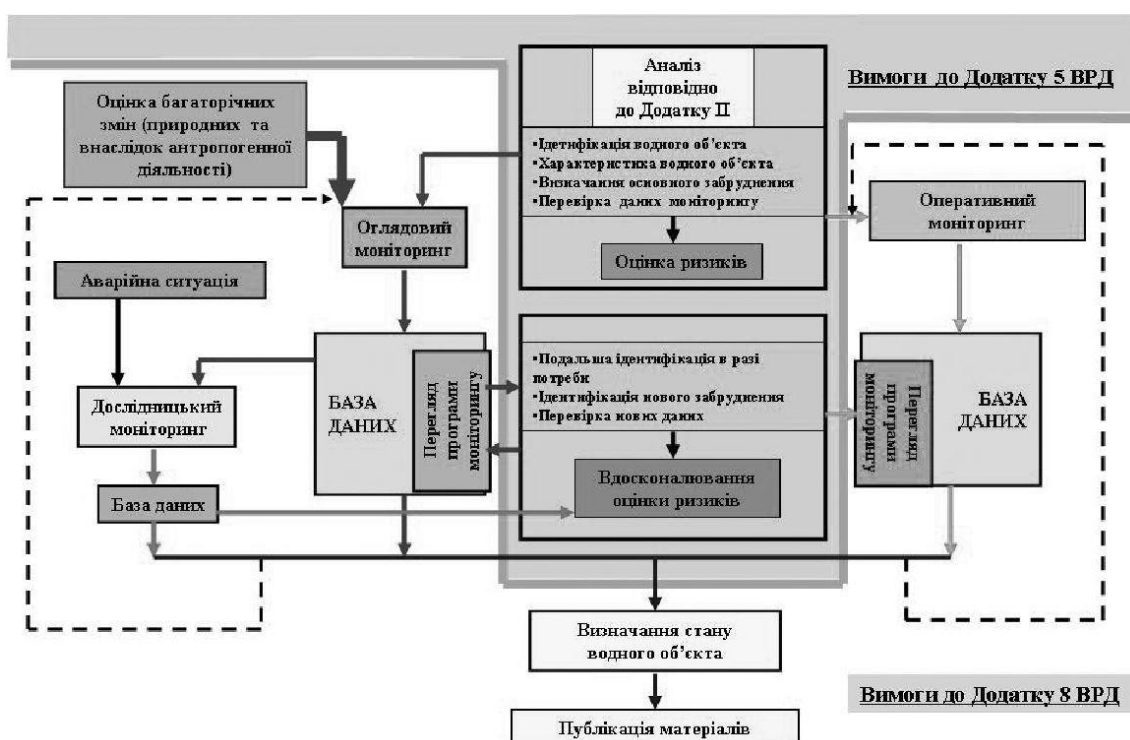 Аналіз
відповідно
до Додатку II
•Ідетифікація водного об’єкта
•Характеристика водного об’єкта
•Визначання основного забруднення
•Перевірка даних моніторингу
Оцінка ризиків
Вимоги до Додатку 5 ВРД
Оцінка багаторічних
змін (природних та
внаслідок антропогенної
діяльності)
Оглядовий
моніторинг
Оперативний
моніторинг
Аварійна ситуація
Дослідницький
моніторинг
База даних
БАЗА
ДАНИХ
Перегляд
програми
моніторингу
•Подальша ідентифікація в разі
потреби
•Ідентифікація нового забруднення
•Перевірка нових даних
Вдосконалювання
оцінки ризиків
Перегляд
програми
моніторингу
БАЗА
ДАНИХ
Визначання стану
водного об’єкта
Публікація матеріалів
Вимоги до Додатку 8 ВРД